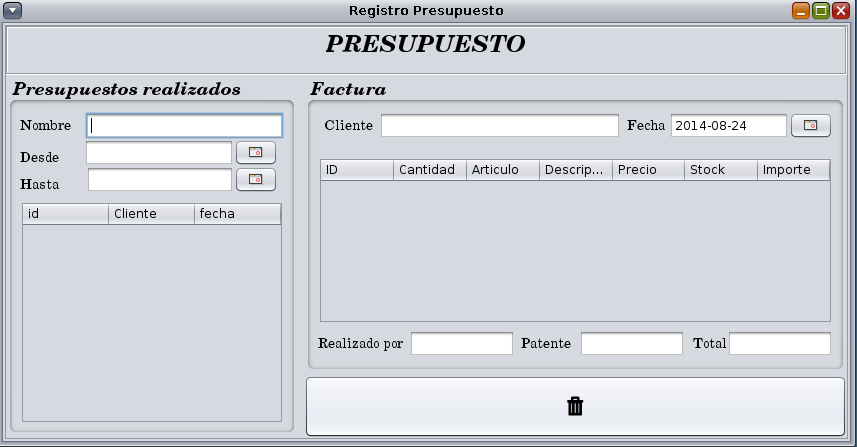 Registro Presupuesto
PRESUPUESTO
Presupuestos realizados
Nombre
Desde
Hasta
id Cliente fecha
Factura
Cliente Fecha 2014-08-24
ID Cantidad Articulo Descrip... Precio Stock Importe
Realizado por Patente Total